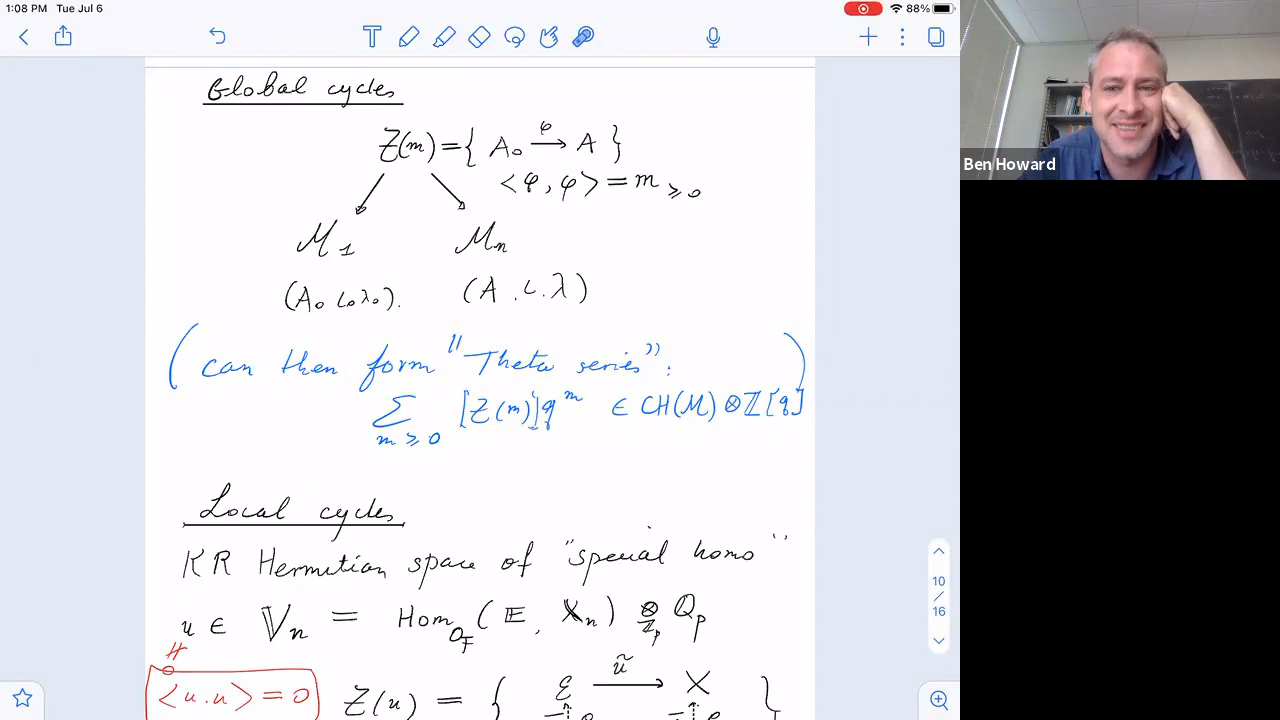 1:08 PM Tue Jul 6
88%
Ben Howard
Global cycles
Z(m) = { A₀ →^φ A }
<φ, φ> = m ≥ 0
M₁ Mₙ
(A₀ ι₀ λ₀). (A . ι . λ)
( can then form "Theta series": )
∑_{m≥0} [Z(m)] q^m ∈ CH(M) ⊗ ℤ[q]
Local cycles
KR Hermitian space of "special homo"
u ∈ 𝕍ₙ = Hom_{O_F} ( 𝔼 , 𝕏ₙ ) ⊗_{ℤ_p} ℚ_p
<u.u> = 0 Z(u) = { ℰ →^ũ X }
10
/
16